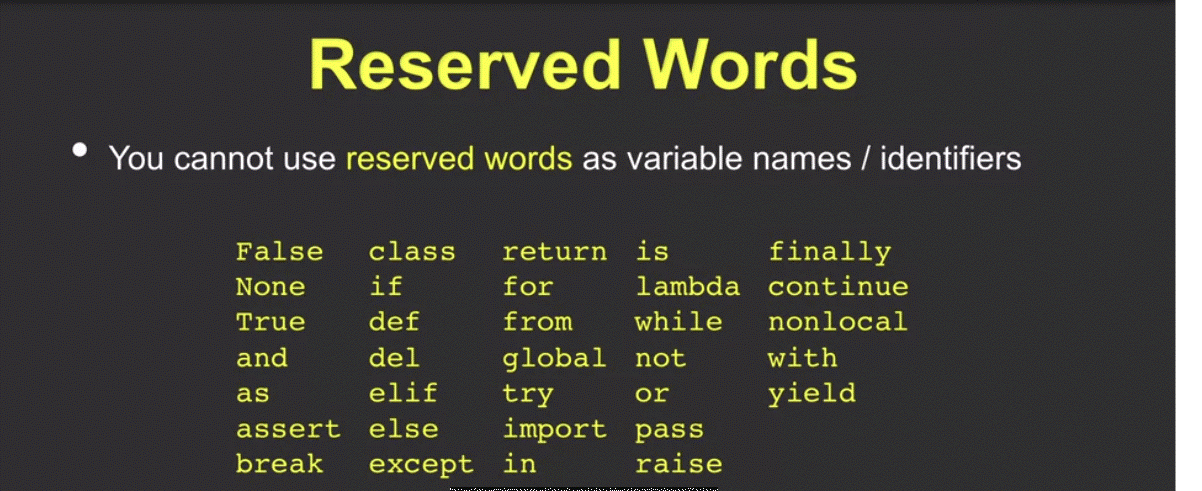 Reserved Words
• You cannot use reserved words as variable names / identifiers
False class return is finally
None if for lambda continue
True def from while nonlocal
and del global not with
as elif try or yield
assert else import pass
break except in raise